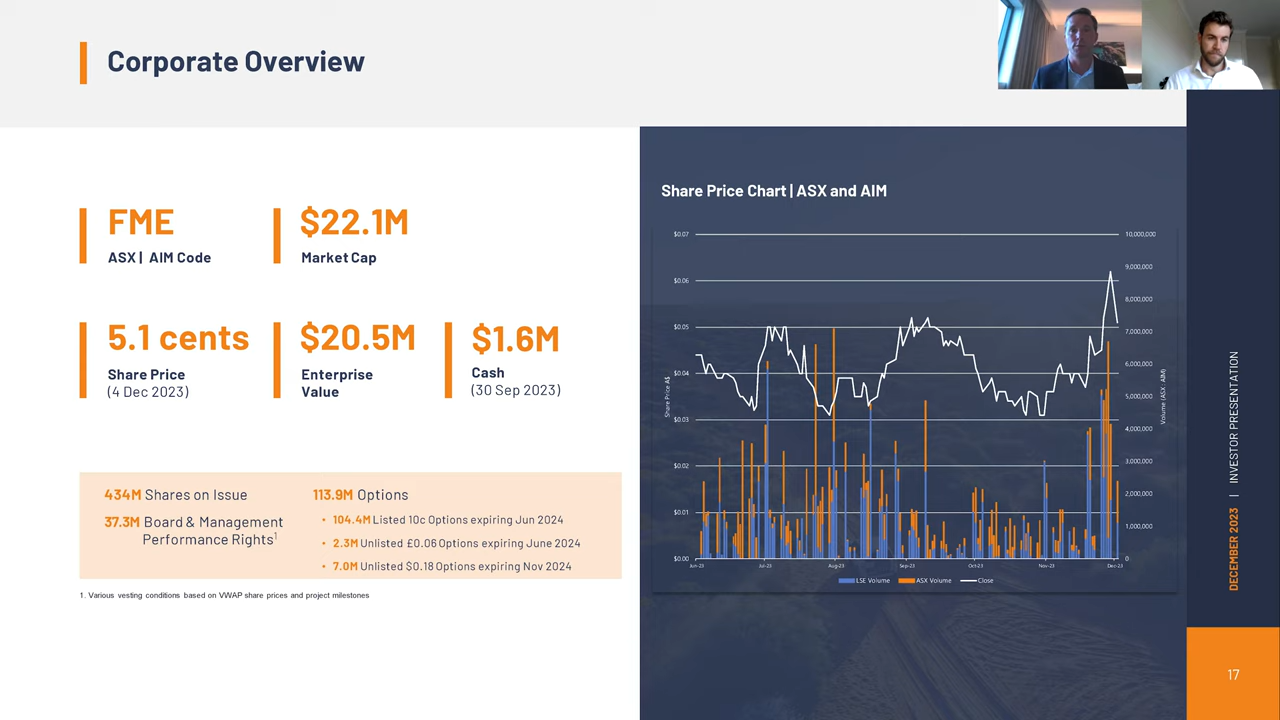 Corporate Overview
FME
ASX | AIM Code
$22.1M
Market Cap
5.1 cents
Share Price
(4 Dec 2023)
$20.5M
Enterprise
Value
$1.6M
Cash
(30 Sep 2023)
434M Shares on Issue
37.3M Board & Management
Performance Rights1
113.9M Options
• 104.4M Listed 10c Options expiring Jun 2024
• 2.3M Unlisted £0.06 Options expiring June 2024
• 7.0M Unlisted $0.18 Options expiring Nov 2024
1. Various vesting conditions based on VWAP share prices and project milestones
Share Price Chart | ASX and AIM
Share Price A$
$0.07
$0.06
$0.05
$0.04
$0.03
$0.02
$0.01
$0.00
10,000,000
9,000,000
8,000,000
7,000,000
6,000,000
5,000,000
4,000,000
3,000,000
2,000,000
1,000,000
0
Volume (ASX : AIM)
Jun-23 Jul-23 Aug-23 Sep-23 Oct-23 Nov-23 Dec-23
LSE Volume ASX Volume Close
DECEMBER 2023 | INVESTOR PRESENTATION
17